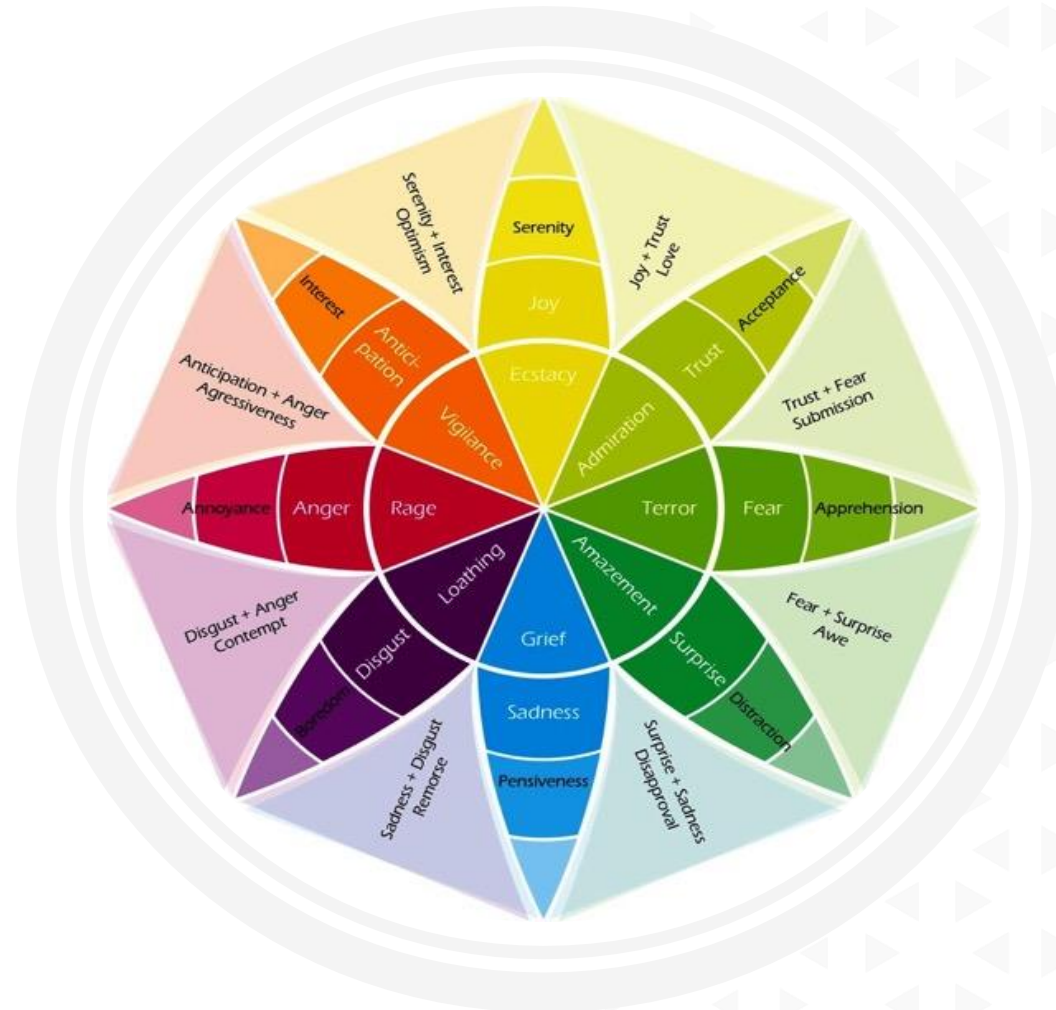 Serenity + Interest
Optimism
Serenity
Joy
Ecstacy
Joy + Trust
Love
Acceptance
Trust
Admiration
Trust + Fear
Submission
Terror
Fear
Apprehension
Fear + Surprise
Awe
Amazement
Surprise
Distraction
Surprise + Sadness
Disapproval
Grief
Sadness
Pensiveness
Sadness + Disgust
Remorse
Loathing
Disgust
Boredom
Disgust + Anger
Contempt
Annoyance
Anger
Rage
Anticipation + Anger
Agressiveness
Interest
Antici-
pation
Vigilance